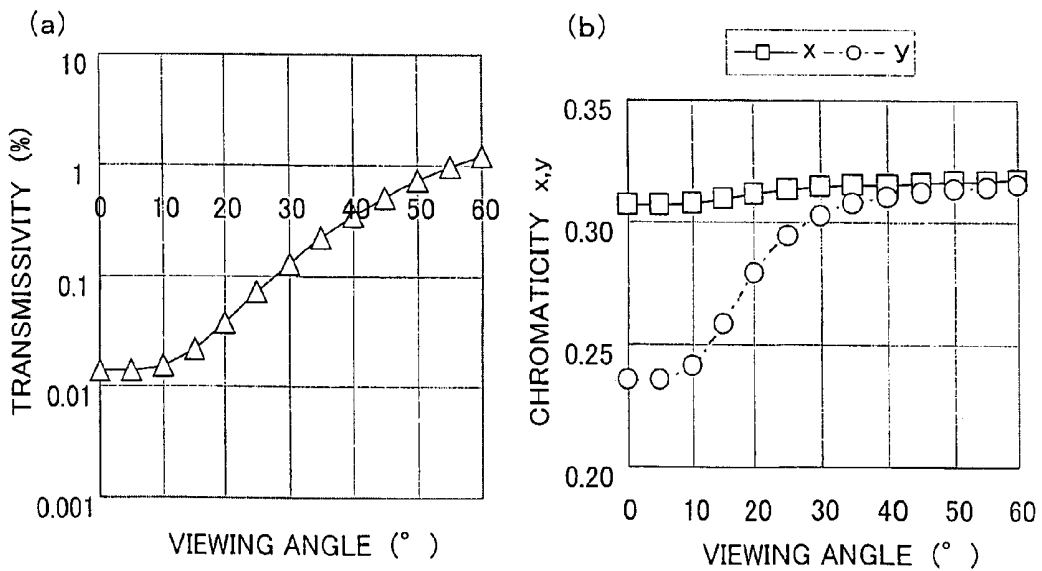 (a)
10
1
0.1
0.01
0.001
0 10 20 30 40 50 60
TRANSMISSIVITY (%)
VIEWING ANGLE (° )
(b)
x y
0.35
0.30
0.25
0.20
0 10 20 30 40 50 60
CHROMATICITY x,y
VIEWING ANGLE (° )